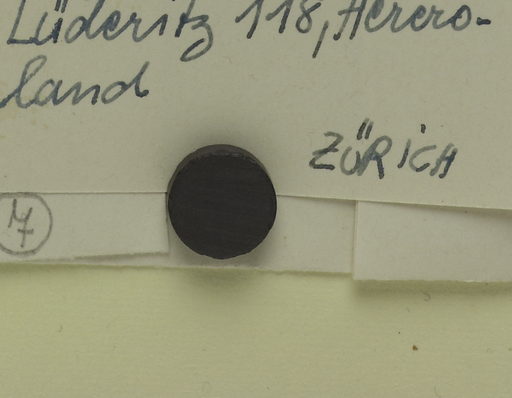 Lüderitz 118, Herero-
land
ZÜRICH
17